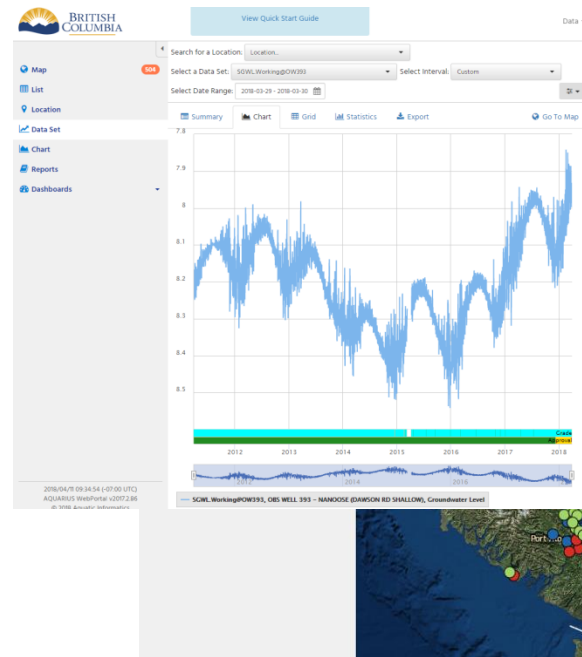 BRITISH
COLUMBIA
View Quick Start Guide
Data
Search for a Location: Location...
Map 504
Select a Data Set: SGWL.Working@OW393 Select Interval: Custom
List
Select Date Range: 2018-03-29 - 2018-03-30
Location
Data Set
Summary Chart Grid Statistics Export Go To Map
Chart
Reports
Dashboards
7.8
7.9
8
8.1
8.2
8.3
8.4
8.5
Grade
Approval
2012 2013 2014 2015 2016 2017 2018
2012 2014 2016
2018/04/11 09:34:54 (-07:00 UTC)
AQUARIUS WebPortal v2017.2.86
© 2018 Aquatic Informatics
SGWL.Working@OW393, OBS WELL 393 - NANOOSE (DAWSON RD SHALLOW), Groundwater Level